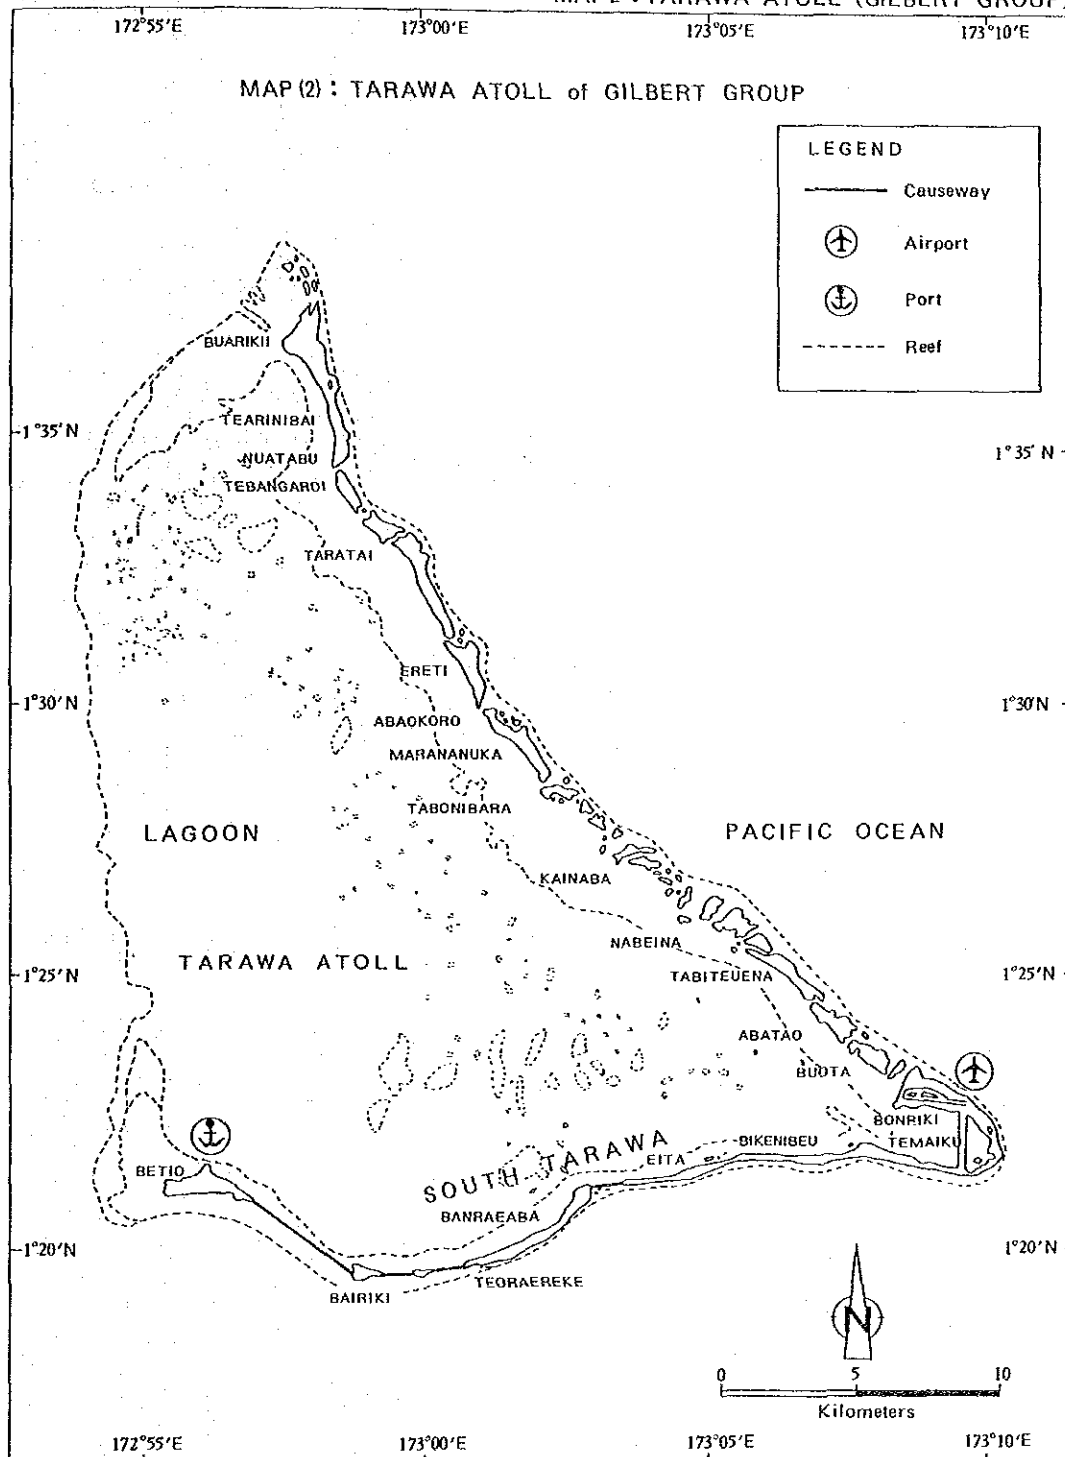 MAP 2 : TARAWA ATOLL (GILBERT GROUP)
172°55'E 173°00'E 173°05'E 173°10'E
MAP (2) : TARAWA ATOLL of GILBERT GROUP
LEGEND
Causeway
Airport
Port
Reef
BUARIKII
TEARINIBAI
1°35'N
1°35'N
NUATABU
TEBANGAROI
TARATAI
ERETI
1°30'N
1°30'N
ABAOKORO
MARANANUKA
TABONIBARA
LAGOON
PACIFIC OCEAN
KAINABA
NABEINA
TARAWA ATOLL
1°25'N
1°25'N
TABITEUENA
ABATAO
BUOTA
BONRIKI
TEMAIKU
BIKENIBEU
EITA
SOUTH TARAWA
BETIO
BANRAEABA
1°20'N
1°20'N
TEORAEREKE
BAIRIKI
N
0 5 10
Kilometers
172°55'E 173°00'E 173°05'E 173°10'E